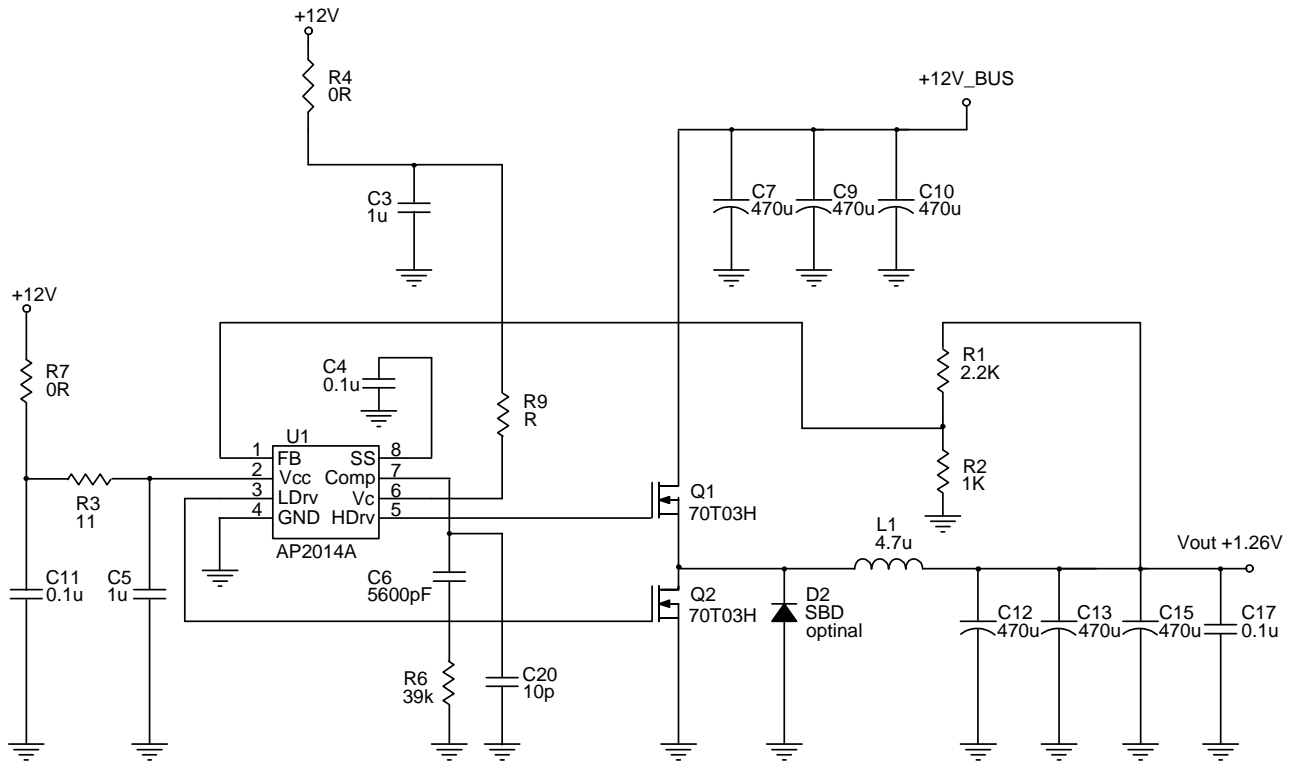 +12V
R4
0R
+12V_BUS
C3
1u
C7
470u
C9
470u
C10
470u
+12V
R7
0R
C4
0.1u
R9
R
R1
2.2K
R2
1K
U1
1 FB SS 8
2 Vcc Comp 7
3 LDrv Vc 6
4 GND HDrv 5
AP2014A
R3
11
Q1
70T03H
L1
4.7u
Vout +1.26V
C11
0.1u
C5
1u
C6
5600pF
Q2
70T03H
D2
SBD
optinal
C12
470u
C13
470u
C15
470u
C17
0.1u
R6
39k
C20
10p